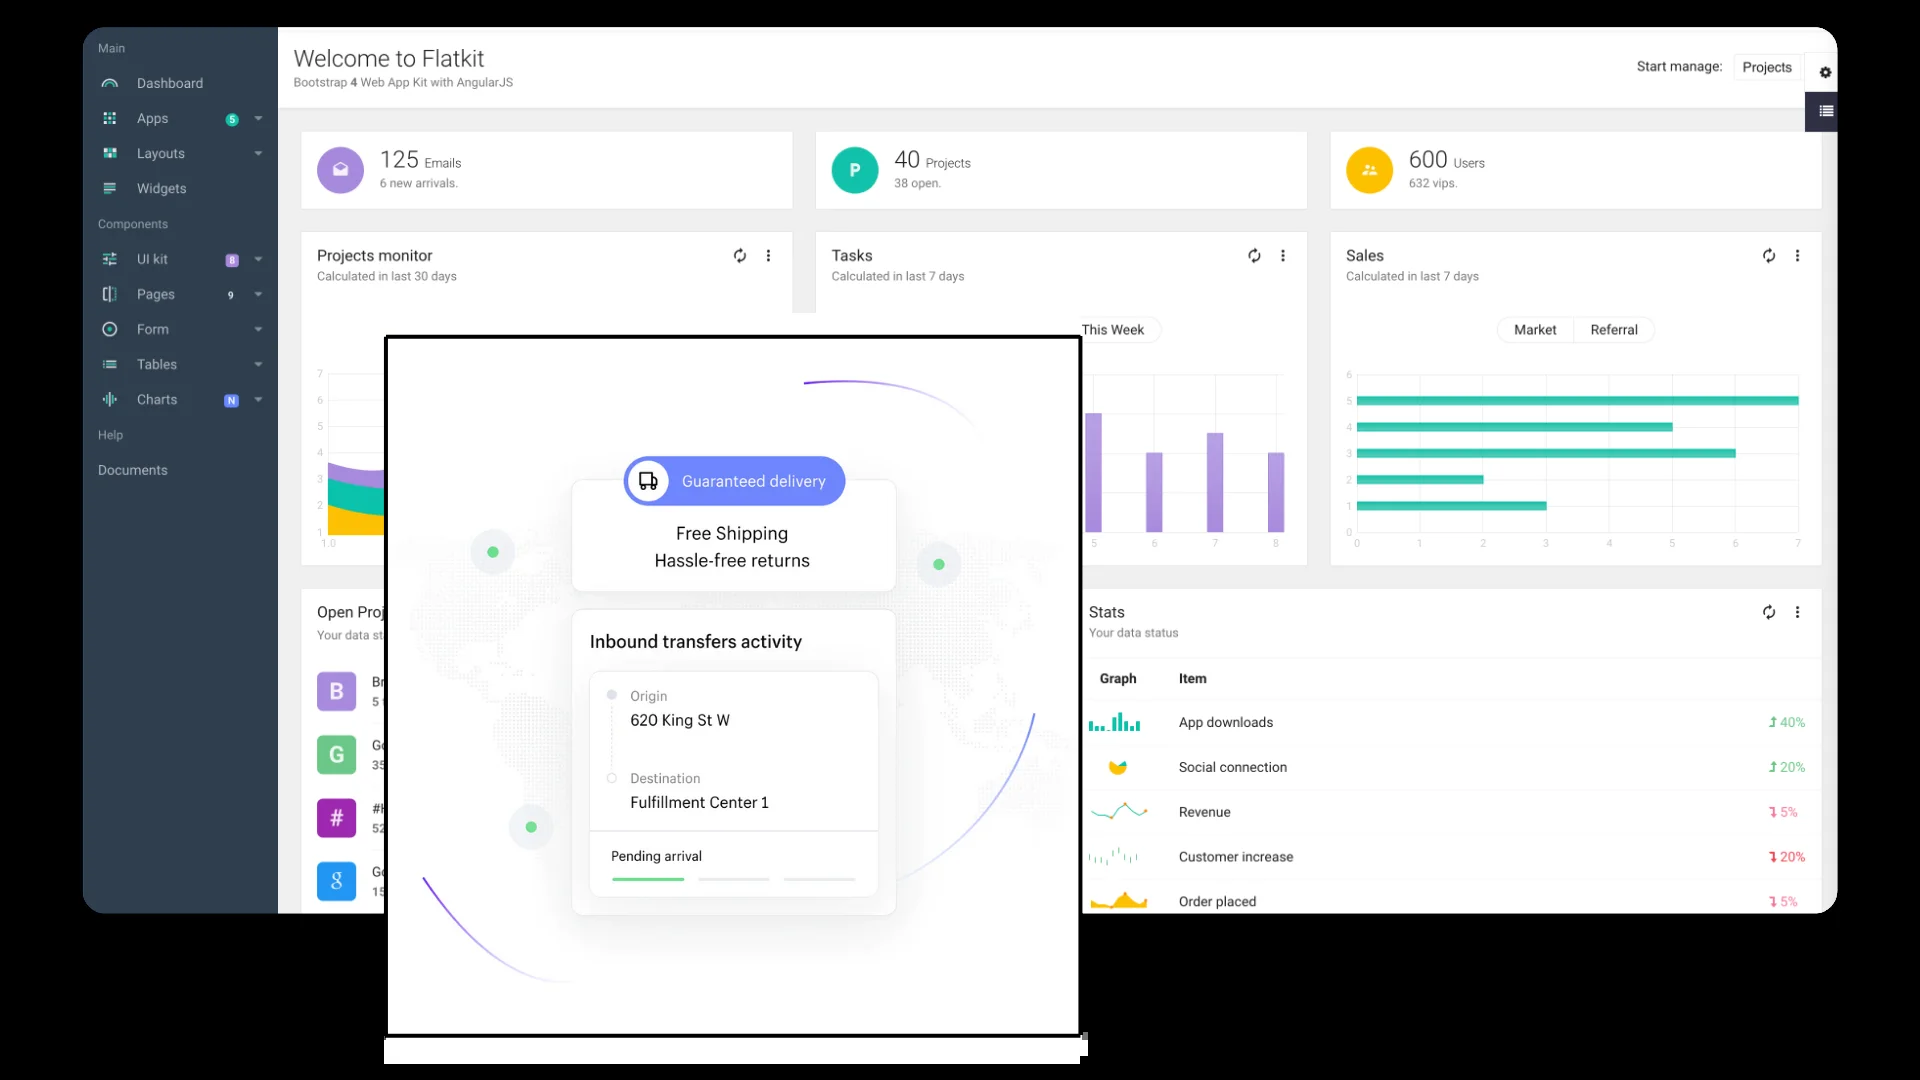 Main
Dashboard
Apps 5
Layouts
Widgets
Components
UI kit 8
Pages 9
Form
Tables
Charts N
Help
Documents
Welcome to Flatkit
Bootstrap 4 Web App Kit with AngularJS
Start manage: Projects
125 Emails
6 new arrivals.
P
40 Projects
38 open.
600 Users
632 vips.
Projects monitor
Calculated in last 30 days
7
6
5
4
3
2
1
1.0
Tasks
Calculated in last 7 days
This Week
5 6 7 8
Sales
Calculated in last 7 days
Market Referral
6
5
4
3
2
1
0
0 1 2 3 4 5 6 7
Guaranteed delivery
Free Shipping
Hassle-free returns
Inbound transfers activity
Origin
620 King St W
Destination
Fulfillment Center 1
Pending arrival
Open
Your data
B
5
G
35
#
52
g
15
Stats
Your data status
Graph Item
App downloads 40%
Social connection 20%
Revenue 5%
Customer increase 20%
Order placed 5%